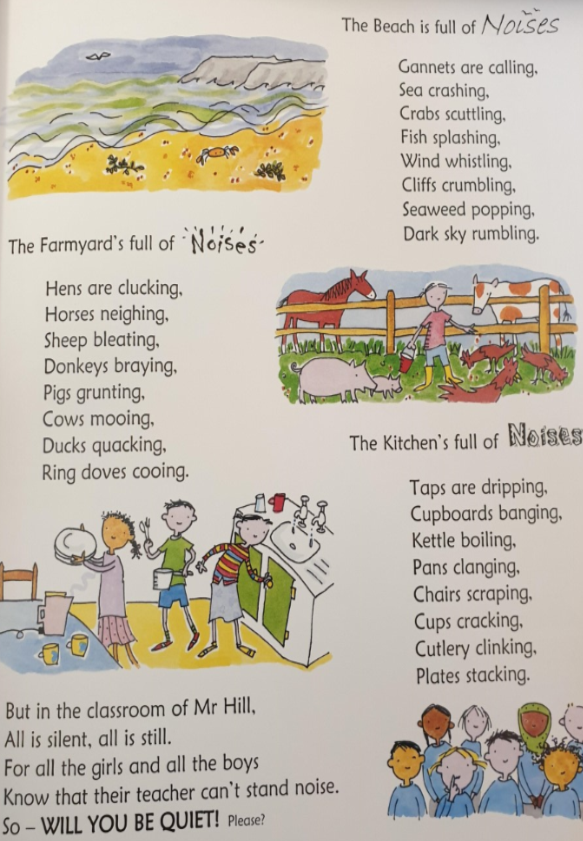 The Beach is full of Noises
Gannets are calling,
Sea crashing,
Crabs scuttling,
Fish splashing,
Wind whistling,
Cliffs crumbling,
Seaweed popping,
Dark sky rumbling.
The Farmyard's full of Noises
Hens are clucking,
Horses neighing,
Sheep bleating,
Donkeys braying,
Pigs grunting,
Cows mooing,
Ducks quacking,
Ring doves cooing.
The Kitchen's full of Noises
Taps are dripping,
Cupboards banging,
Kettle boiling,
Pans clanging,
Chairs scraping,
Cups cracking,
Cutlery clinking,
Plates stacking.
But in the classroom of Mr Hill,
All is silent, all is still.
For all the girls and all the boys
Know that their teacher can't stand noise.
So – WILL YOU BE QUIET! Please?